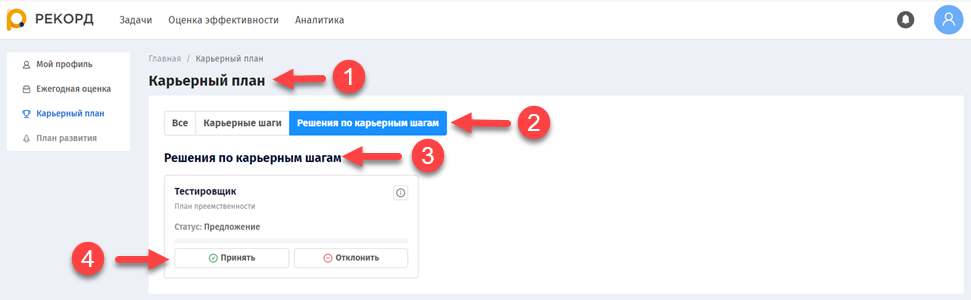 РЕКОРД Задачи Оценка эффективности Аналитика
Мой профиль
Ежегодная оценка
Карьерный план
План развития
Главная / Карьерный план
Карьерный план 1
Все Карьерные шаги Решения по карьерным шагам 2
Решения по карьерным шагам 3
Тестировщик
План преемственности
Статус: Предложение
4 Принять Отклонить